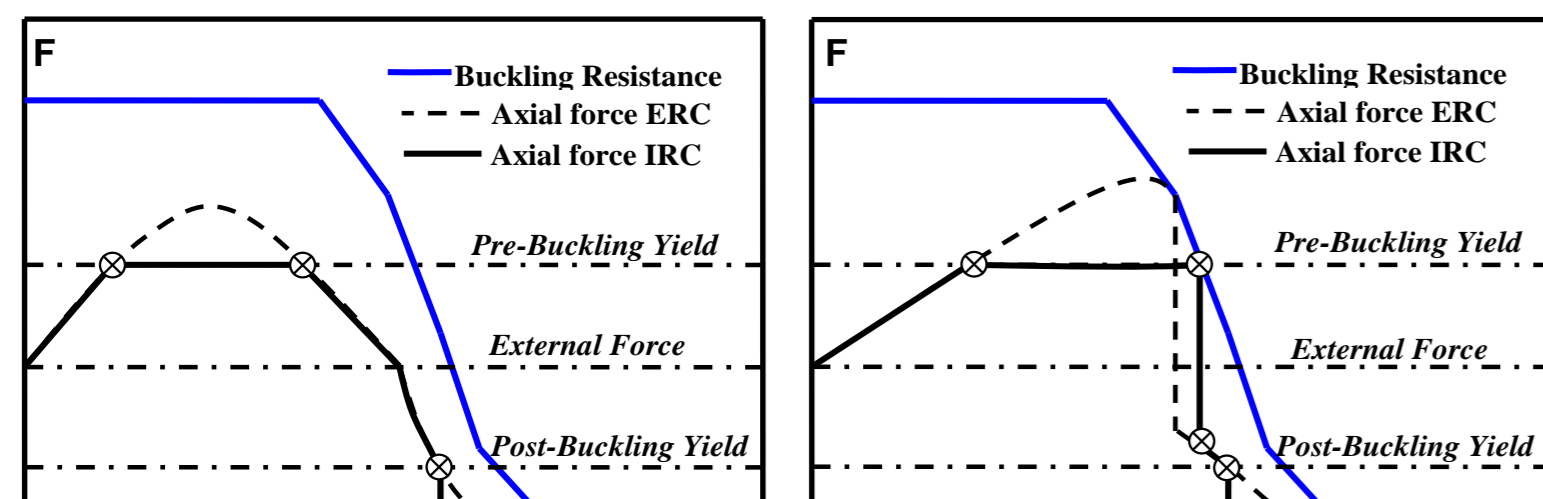 F
Buckling Resistance
Axial force ERC
Axial force IRC
Pre-Buckling Yield
External Force
Post-Buckling Yield
F
Buckling Resistance
Axial force ERC
Axial force IRC
Pre-Buckling Yield
External Force
Post-Buckling Yield